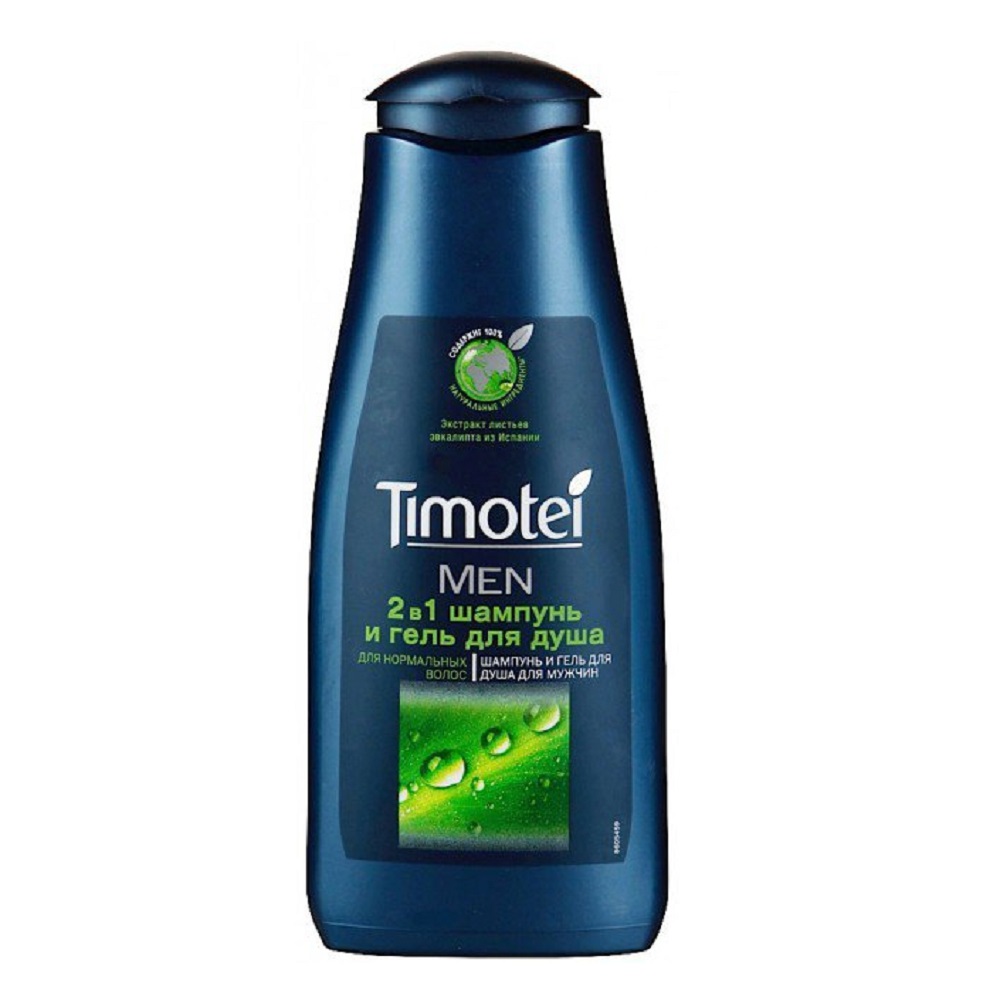 СОДЕРЖИТ 100%
НАТУРАЛЬНЫЕ ИНГРЕДИЕНТЫ
Экстракт листьев
эвкалипта из Испании
Timotei
MEN
2 в 1 шампунь
и гель для душа
ДЛЯ НОРМАЛЬНЫХ
ВОЛОС
ШАМПУНЬ И ГЕЛЬ ДЛЯ
ДУША ДЛЯ МУЖЧИН